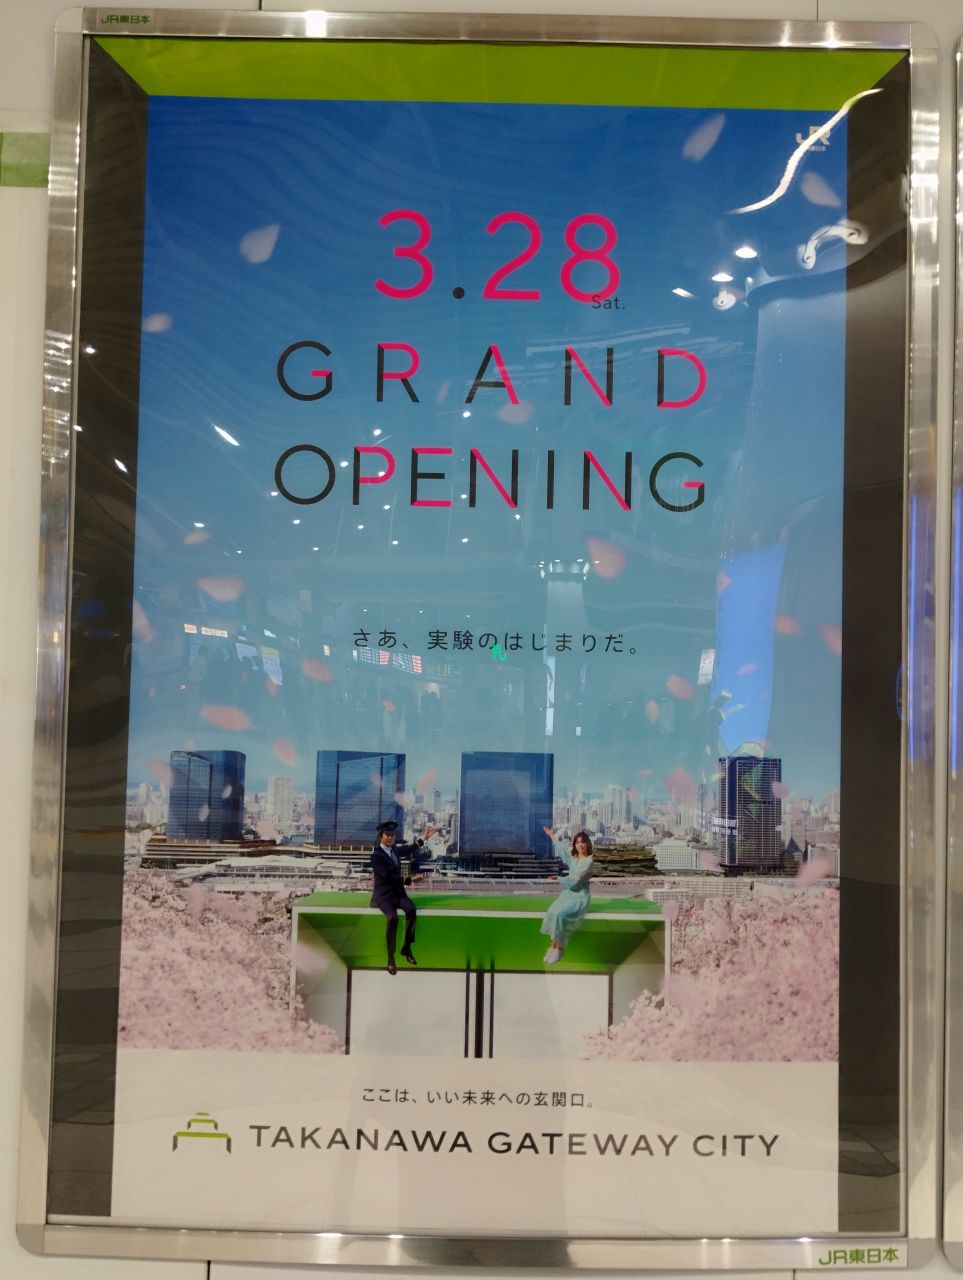 JR東日本
JR
3.28
Sat.
GRAND
OPENING
さあ、実験のはじまりだ。
ここは、いい未来への玄関口。
TAKANAWA GATEWAY CITY
JR東日本